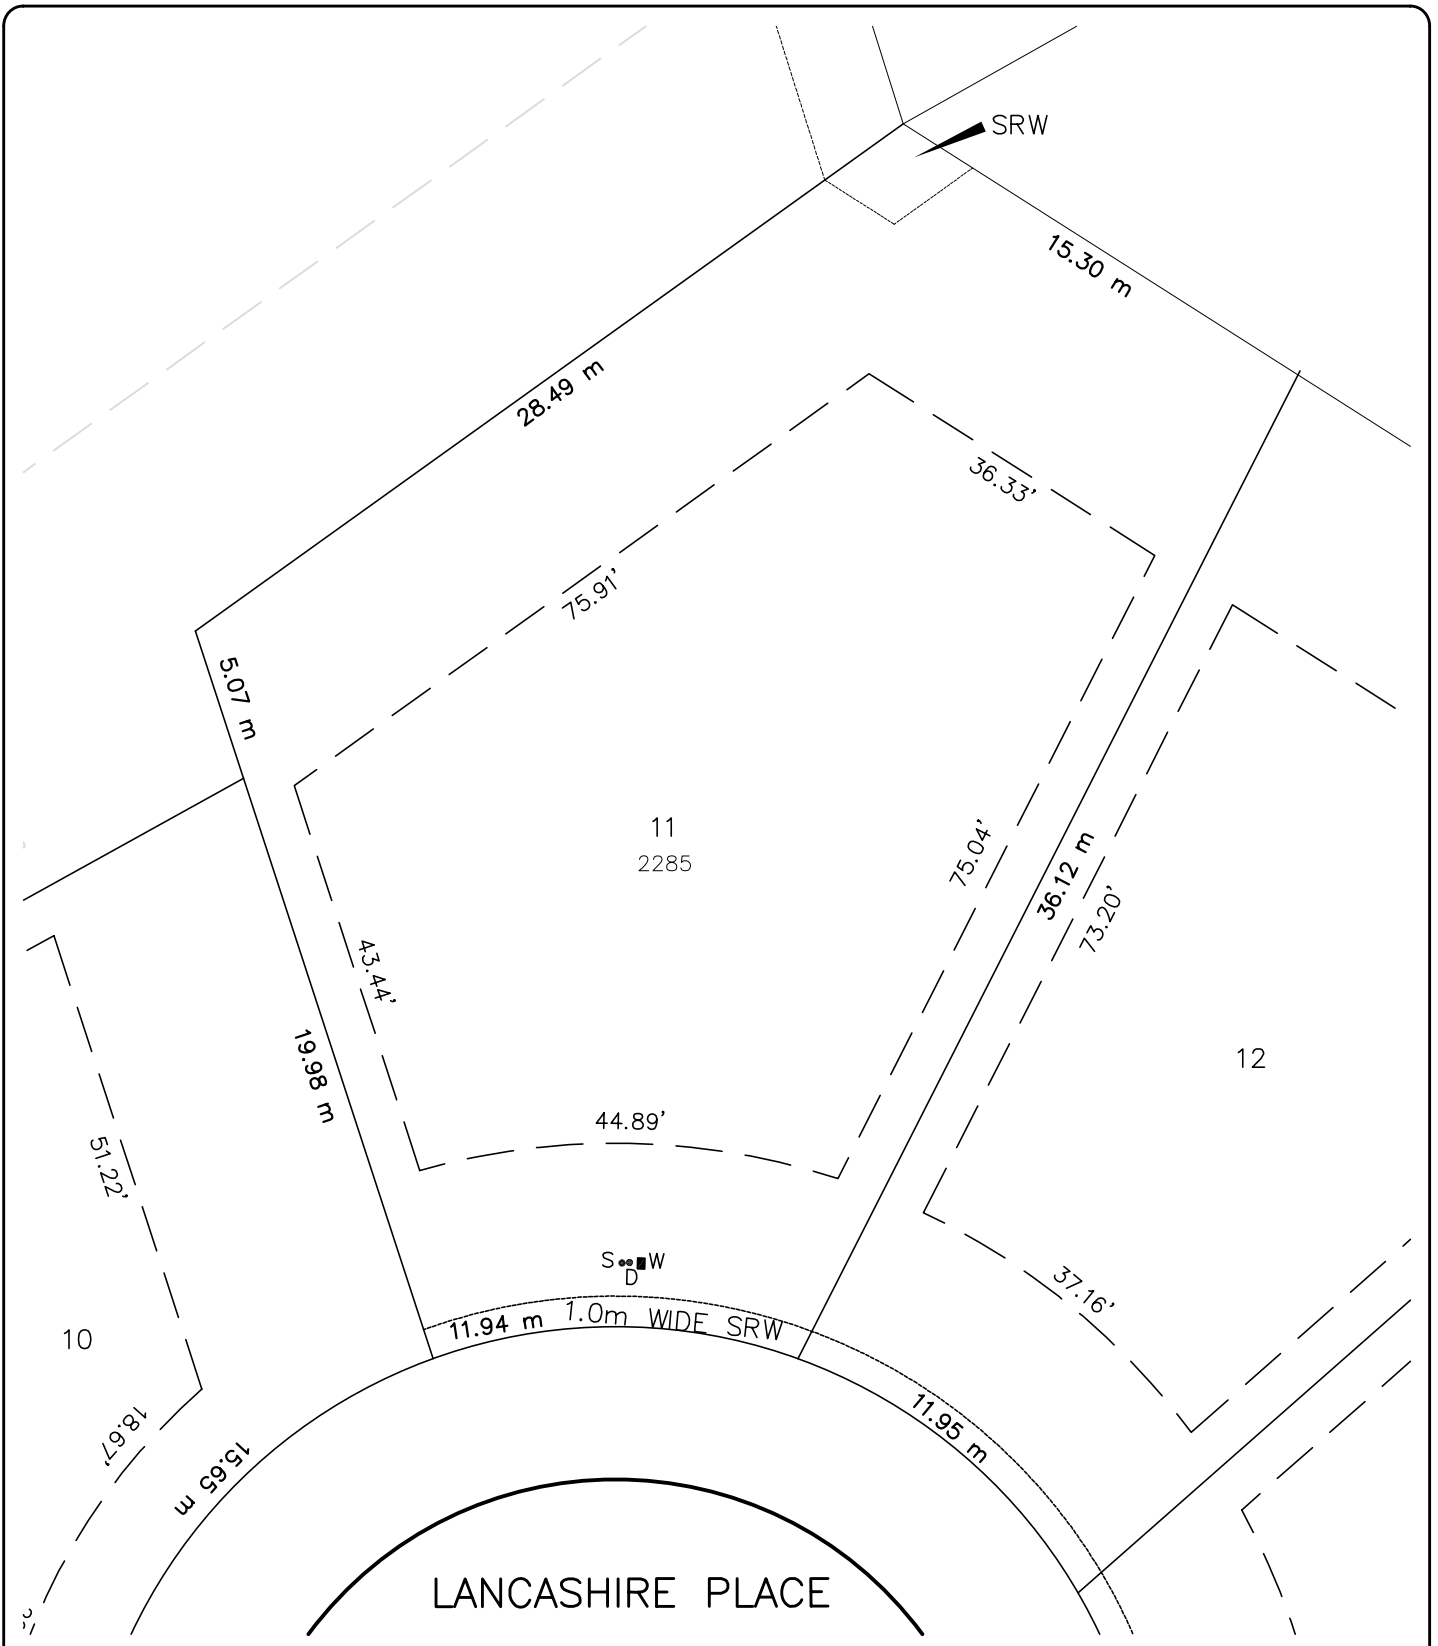 SRW
15.30 m
28.49 m
36.33'
75.91'
5.07 m
11
2285
75.04'
36.12 m
73.20'
43.44'
19.98 m
12
44.89'
51.22'
S W
D
37.16'
1.0m WIDE SRW
11.94 m
10
11.95 m
18.67'
15.65 m
LANCASHIRE PLACE